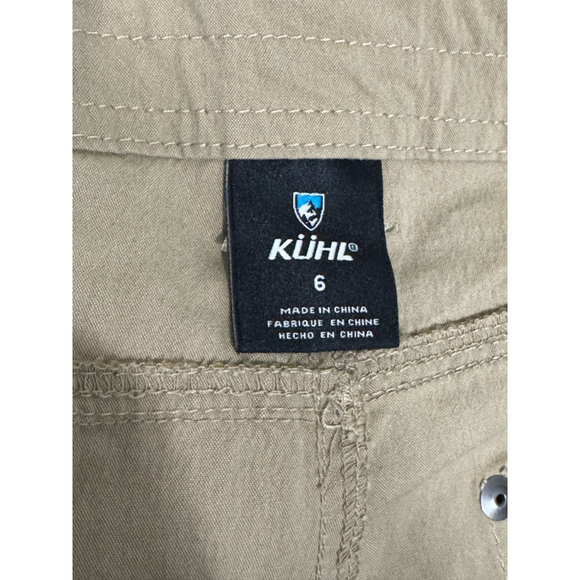 KÜHL®
6
MADE IN CHINA
FABRIQUE EN CHINE
HECHO EN CHINA